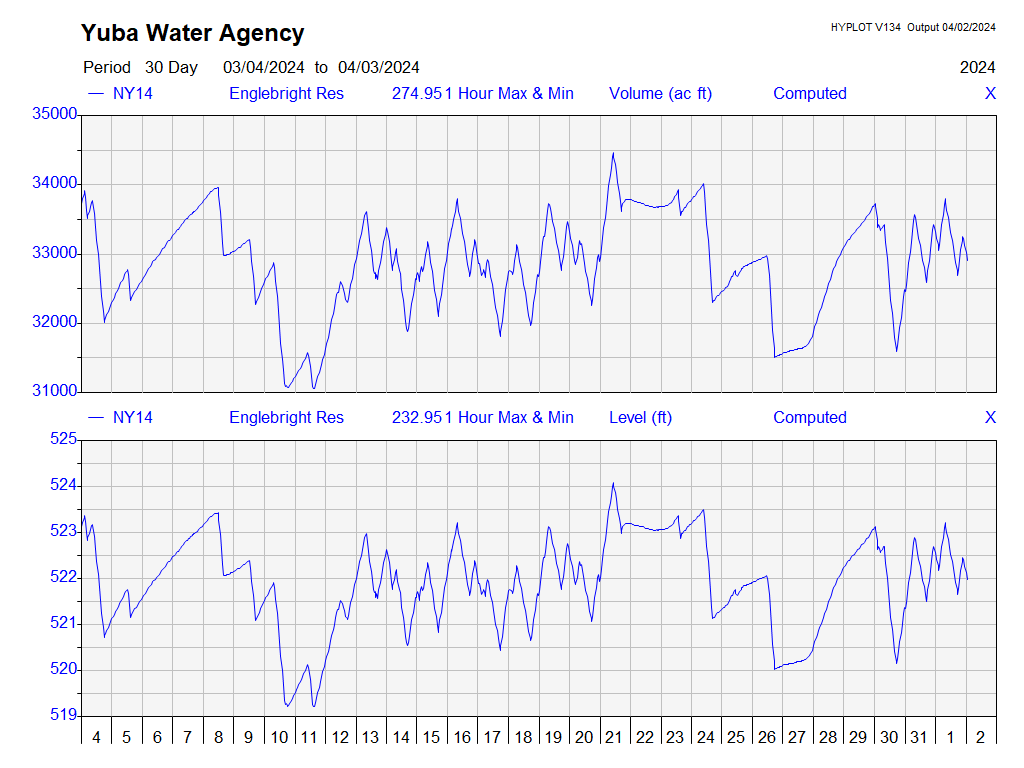 Yuba Water Agency
HYPLOT V134 Output 04/02/2024
Period 30 Day 03/04/2024 to 04/03/2024 2024
NY14 Englebright Res 274.951 Hour Max & Min Volume (ac ft) Computed X
35000
34000
33000
32000
31000
NY14 Englebright Res 232.951 Hour Max & Min Level (ft) Computed X
525
524
523
522
521
520
519
4 5 6 7 8 9 10 11 12 13 14 15 16 17 18 19 20 21 22 23 24 25 26 27 28 29 30 31 1 2